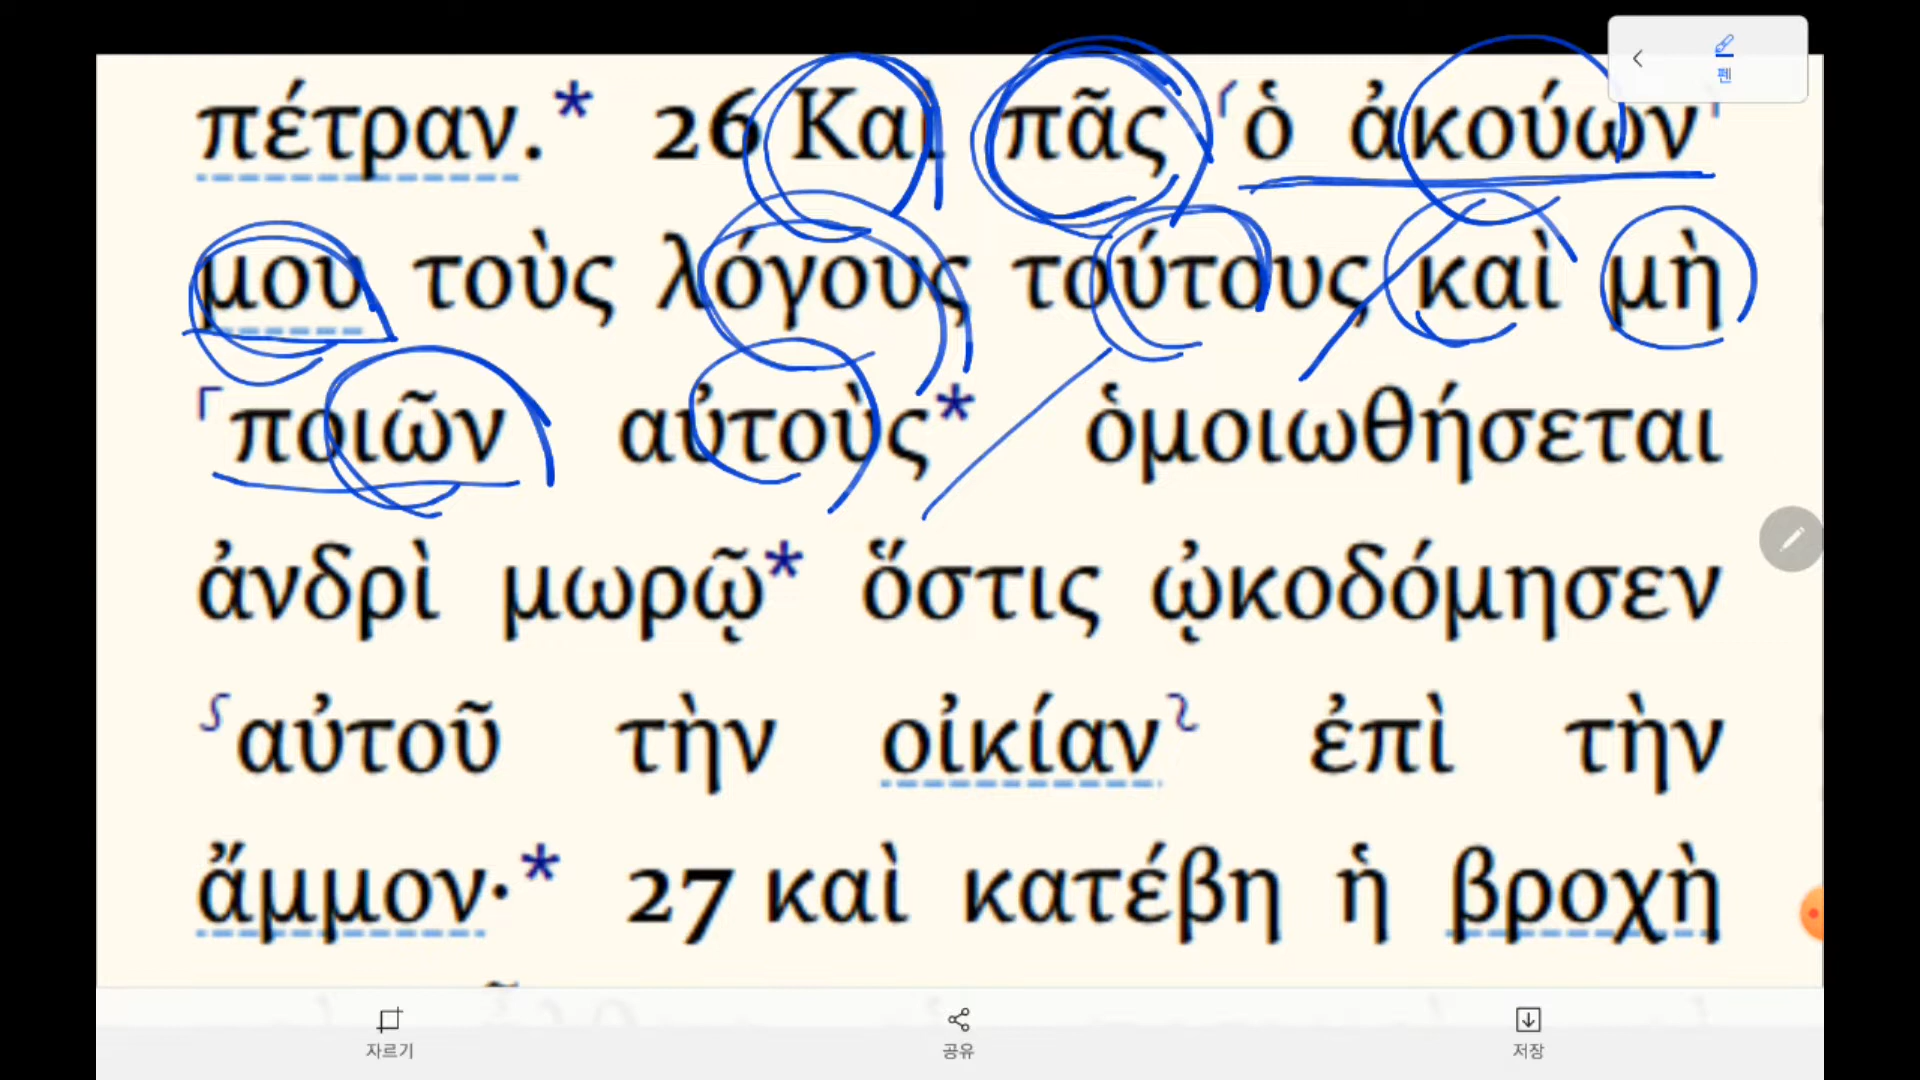 펜
πέτραν.* 26 Καὶ πᾶς ⸂ὁ ἀκούων⸃
μου τοὺς λόγους τούτους καὶ μὴ
⸀ποιῶν αὐτοὺς* ὁμοιωθήσεται
ἀνδρὶ μωρῷ* ὅστις ᾠκοδόμησεν
⸉αὐτοῦ τὴν οἰκίαν⸊ ἐπὶ τὴν
ἄμμον·* 27 καὶ κατέβη ἡ βροχὴ
자르기 공유 저장